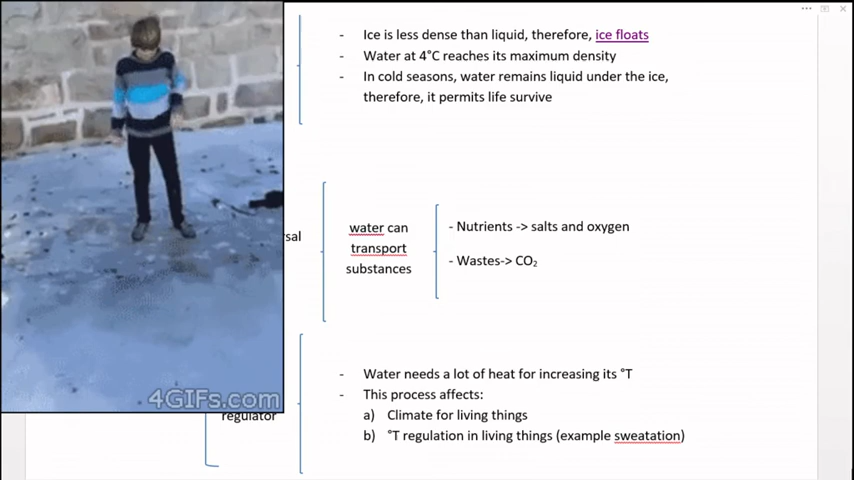 - Ice is less dense than liquid, therefore, ice floats
- Water at 4°C reaches its maximum density
- In cold seasons, water remains liquid under the ice,
therefore, it permits life survive
water can
transport
substances
- Nutrients -> salts and oxygen
- Wastes-> CO₂
- Water needs a lot of heat for increasing its °T
- This process affects:
a) Climate for living things
b) °T regulation in living things (example sweatation)
regulator
4GIFs.com